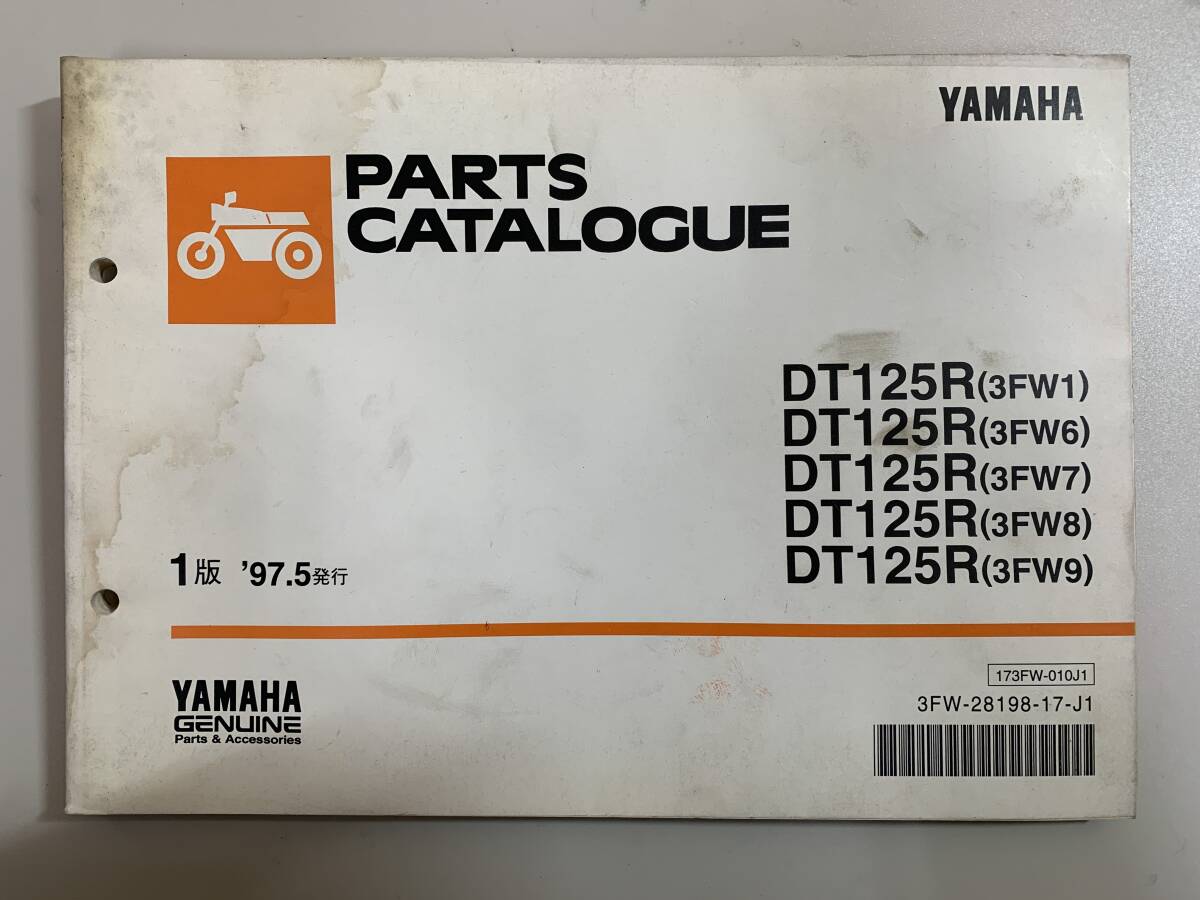 YAMAHA
PARTS
CATALOGUE
DT125R(3FW1)
DT125R(3FW6)
DT125R(3FW7)
DT125R(3FW8)
DT125R(3FW9)
1版 '97.5発行
YAMAHA
GENUINE
Parts & Accessories
173FW-010J1
3FW-28198-17-J1